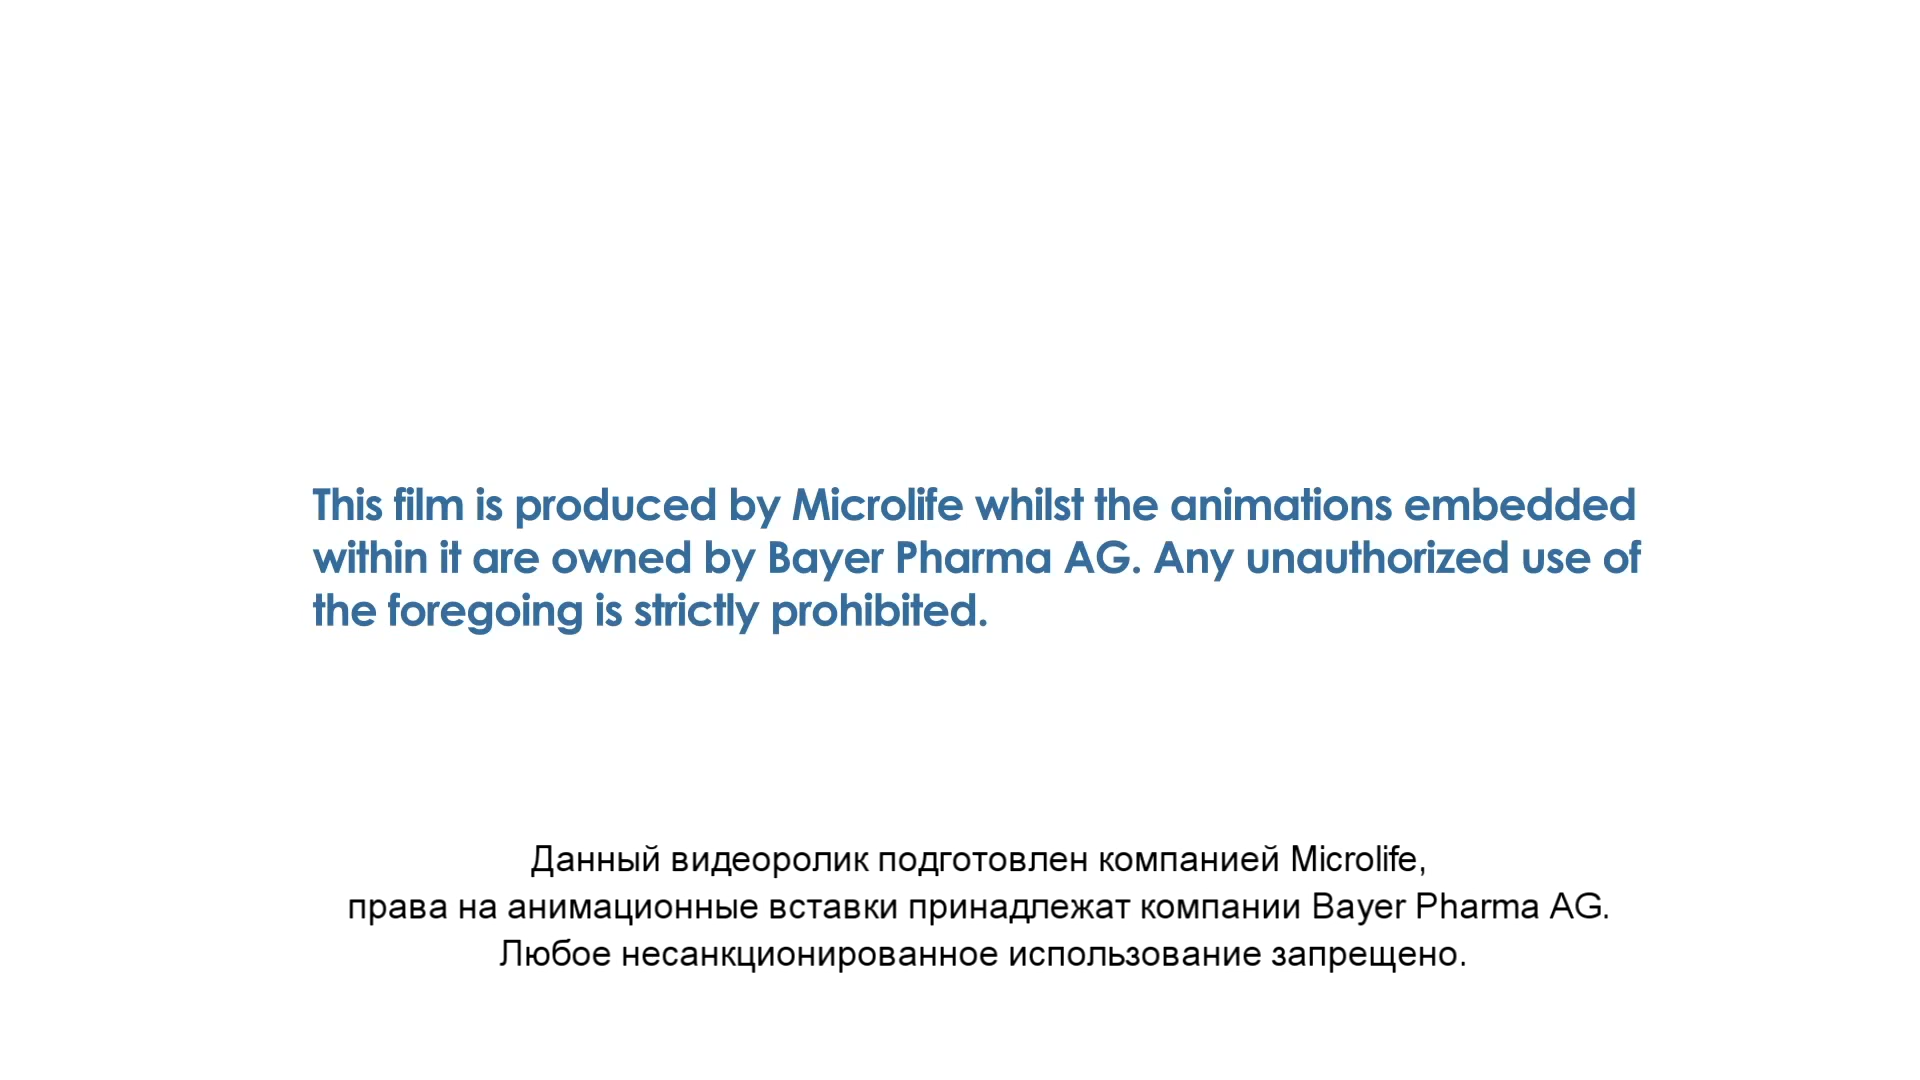 This film is produced by Microlife whilst the animations embedded
within it are owned by Bayer Pharma AG. Any unauthorized use of
the foregoing is strictly prohibited.
Данный видеоролик подготовлен компанией Microlife,
права на анимационные вставки принадлежат компании Bayer Pharma AG.
Любое несанкционированное использование запрещено.